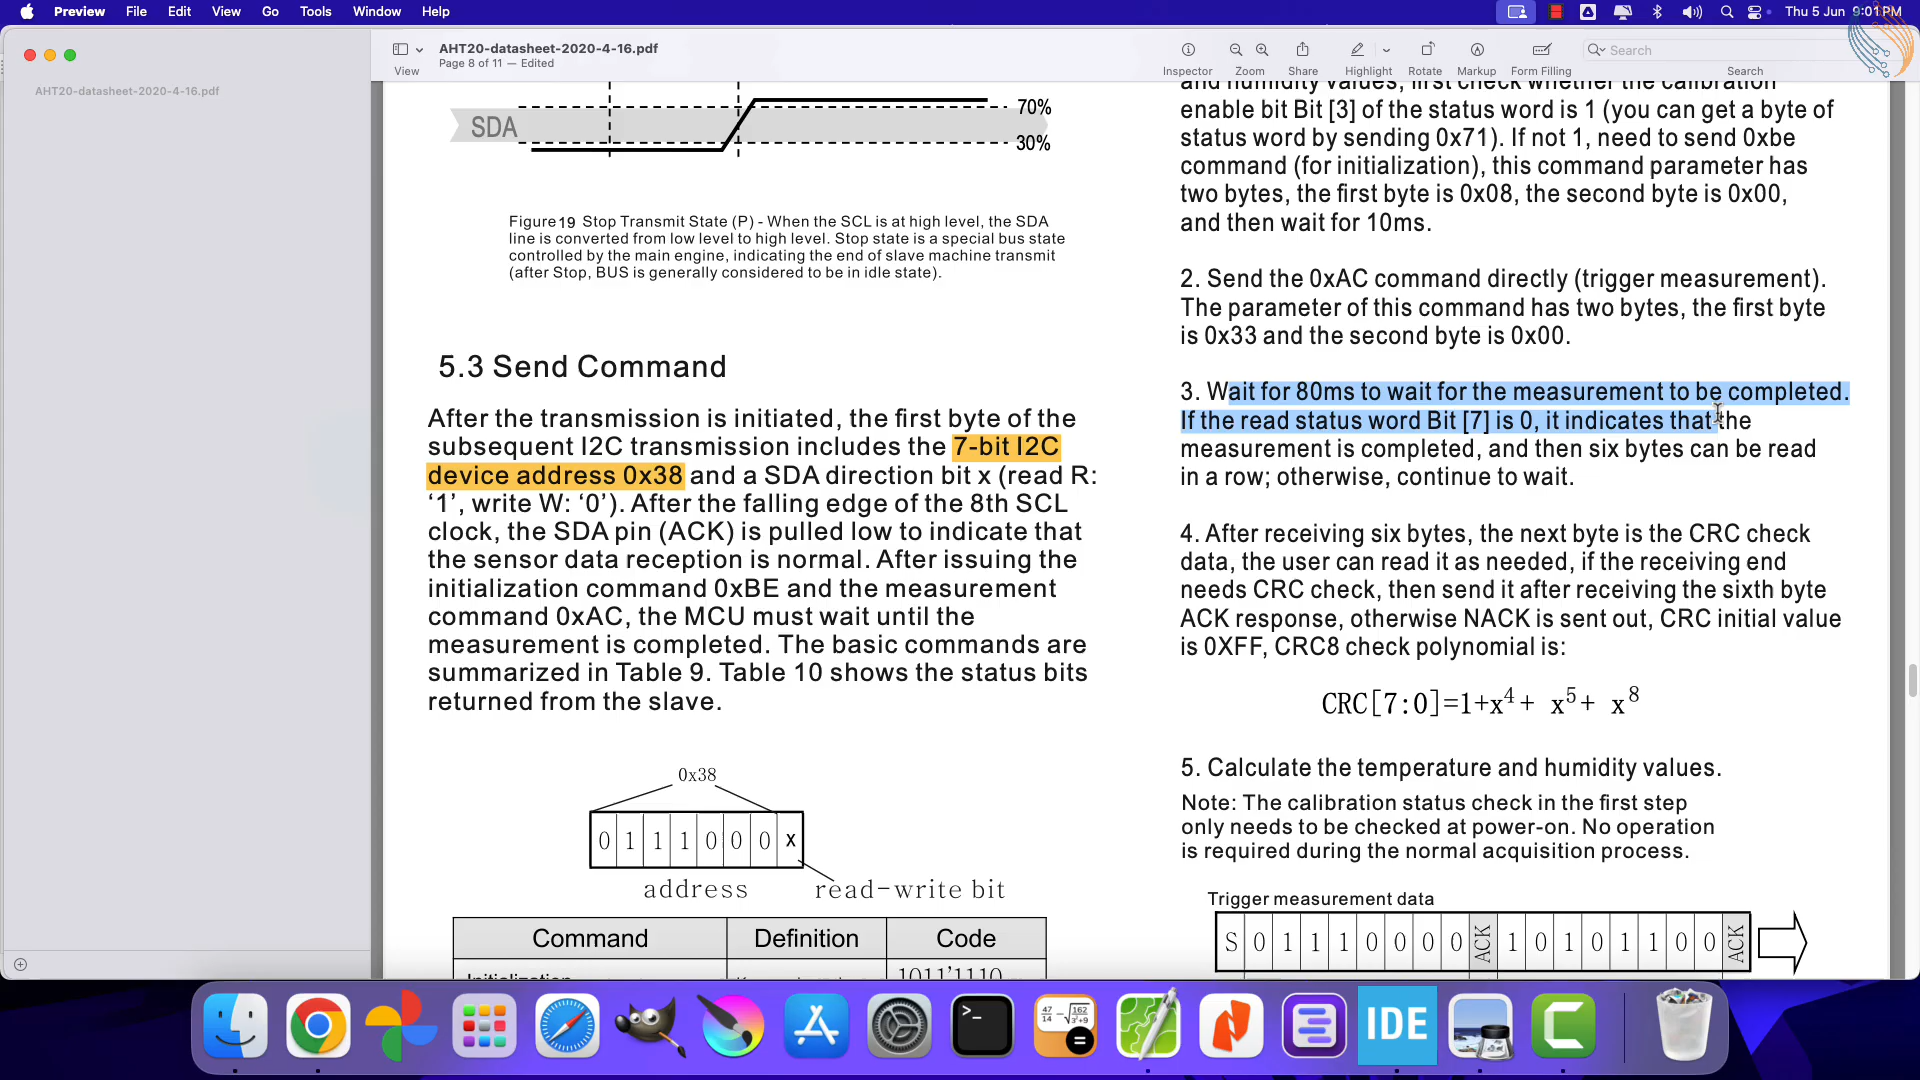 Preview File Edit View Go Tools Window Help
Thu 5 Jun 9:01 PM
AHT20-datasheet-2020-4-16.pdf
AHT20-datasheet-2020-4-16.pdf
Page 8 of 11 — Edited
View
Inspector Zoom Share Highlight Rotate Markup Form Filling Search
Search
SDA
70%
30%
Figure 19 Stop Transmit State (P) - When the SCL is at high level, the SDA
line is converted from low level to high level. Stop state is a special bus state
controlled by the main engine, indicating the end of slave machine transmit
(after Stop, BUS is generally considered to be in idle state).
5.3 Send Command
After the transmission is initiated, the first byte of the
subsequent I2C transmission includes the 7-bit I2C
device address 0x38 and a SDA direction bit x (read R:
‘1’, write W: ‘0’). After the falling edge of the 8th SCL
clock, the SDA pin (ACK) is pulled low to indicate that
the sensor data reception is normal. After issuing the
initialization command 0xBE and the measurement
command 0xAC, the MCU must wait until the
measurement is completed. The basic commands are
summarized in Table 9. Table 10 shows the status bits
returned from the slave.
0x38
0 1 1 1 0 0 0 x
address read-write bit
Command Definition Code
Initialization 1011'1110
and humidity values, first check whether the calibration
enable bit Bit [3] of the status word is 1 (you can get a byte of
status word by sending 0x71). If not 1, need to send 0xbe
command (for initialization), this command parameter has
two bytes, the first byte is 0x08, the second byte is 0x00,
and then wait for 10ms.
2. Send the 0xAC command directly (trigger measurement).
The parameter of this command has two bytes, the first byte
is 0x33 and the second byte is 0x00.
3. Wait for 80ms to wait for the measurement to be completed.
If the read status word Bit [7] is 0, it indicates that the
measurement is completed, and then six bytes can be read
in a row; otherwise, continue to wait.
4. After receiving six bytes, the next byte is the CRC check
data, the user can read it as needed, if the receiving end
needs CRC check, then send it after receiving the sixth byte
ACK response, otherwise NACK is sent out, CRC initial value
is 0XFF, CRC8 check polynomial is:
CRC[7:0]=1+x⁴+ x⁵+ x⁸
5. Calculate the temperature and humidity values.
Note: The calibration status check in the first step
only needs to be checked at power-on. No operation
is required during the normal acquisition process.
Trigger measurement data
S 0 1 1 1 0 0 0 0 ACK 1 0 1 0 1 1 0 0 ACK
IDE